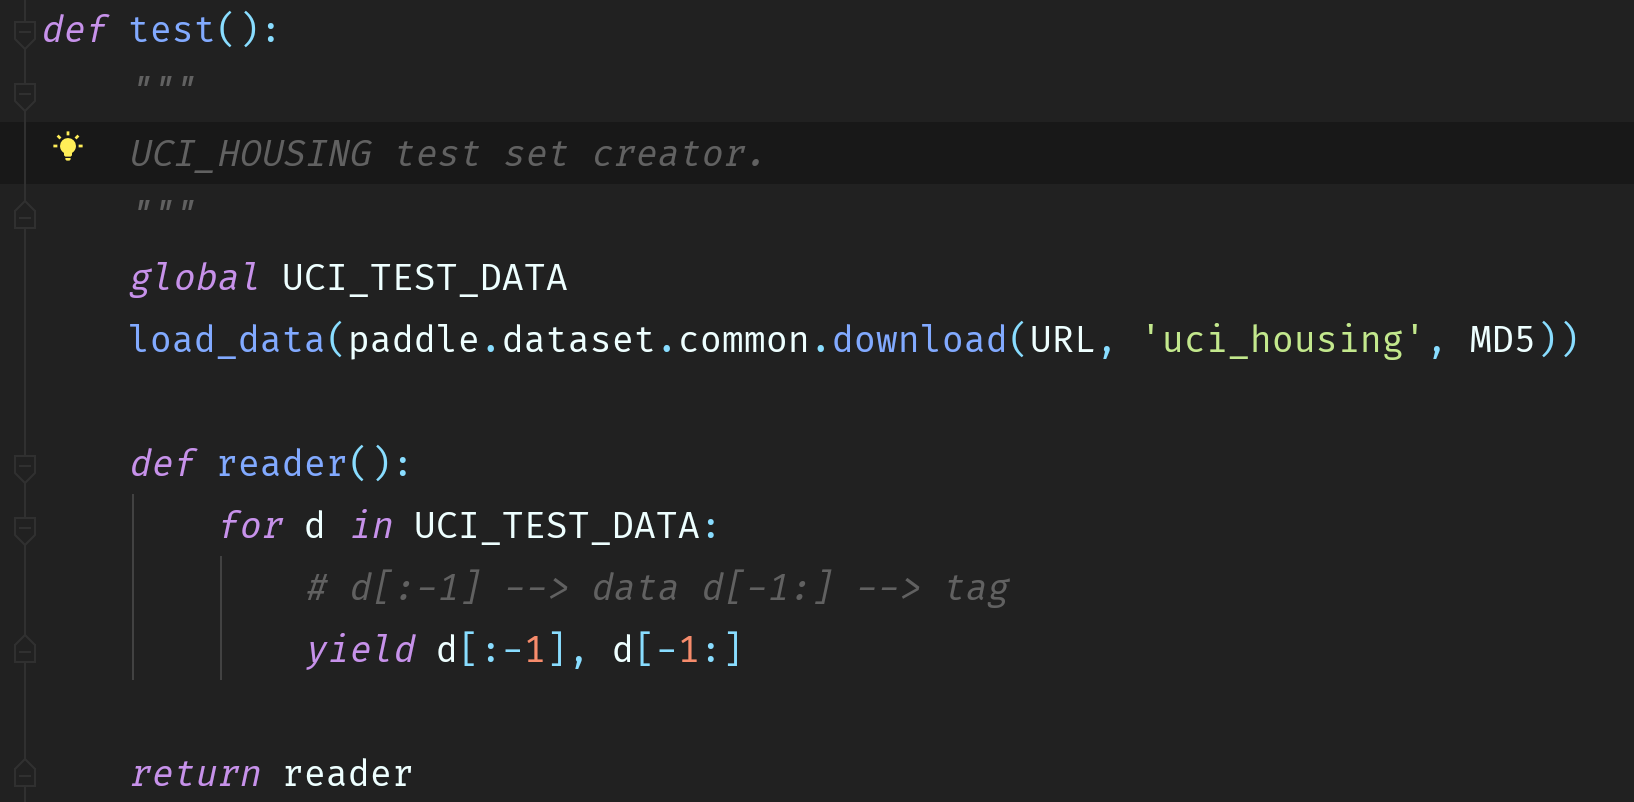 def test():
    """
    UCI_HOUSING test set creator.
    """
    global UCI_TEST_DATA
    load_data(paddle.dataset.common.download(URL, 'uci_housing', MD5))

    def reader():
        for d in UCI_TEST_DATA:
            # d[:-1] --> data d[-1:] --> tag
            yield d[:-1], d[-1:]

    return reader